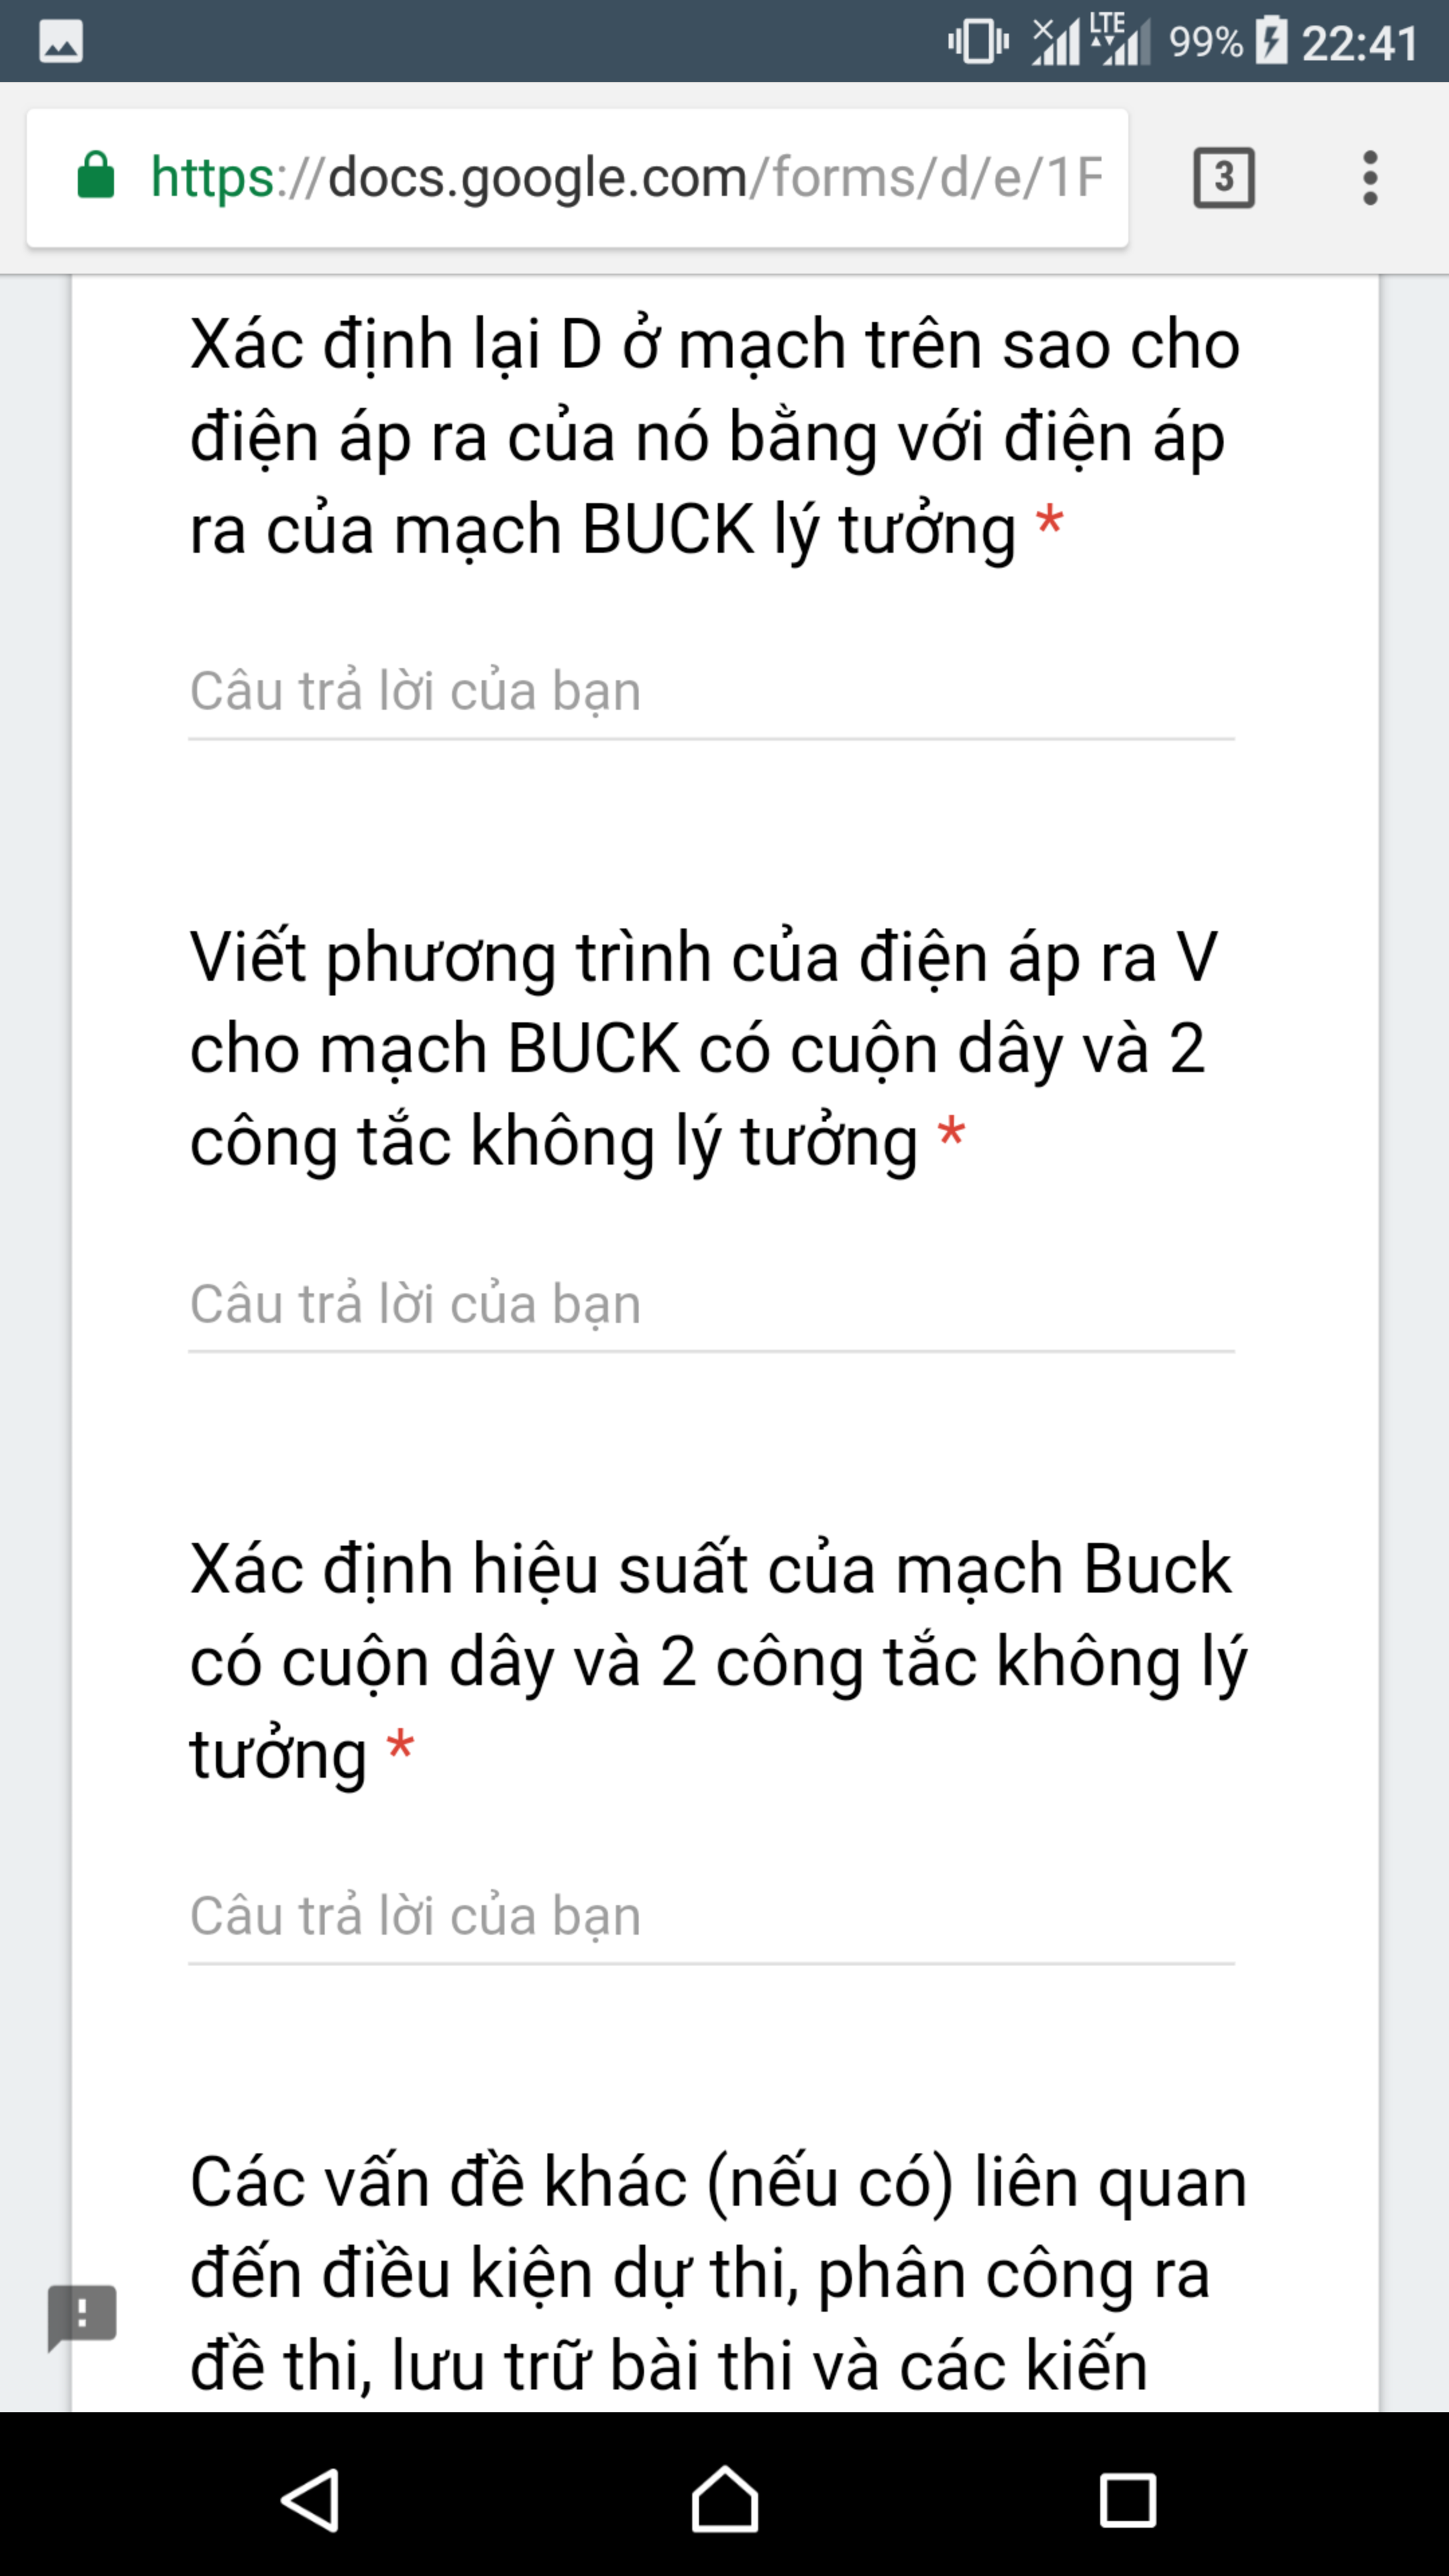 LTE 99% 22:41
https://docs.google.com/forms/d/e/1F 3
Xác định lại D ở mạch trên sao cho
điện áp ra của nó bằng với điện áp
ra của mạch BUCK lý tưởng *
Câu trả lời của bạn
Viết phương trình của điện áp ra V
cho mạch BUCK có cuộn dây và 2
công tắc không lý tưởng *
Câu trả lời của bạn
Xác định hiệu suất của mạch Buck
có cuộn dây và 2 công tắc không lý
tưởng *
Câu trả lời của bạn
Các vấn đề khác (nếu có) liên quan
đến điều kiện dự thi, phân công ra
đề thi, lưu trữ bài thi và các kiến